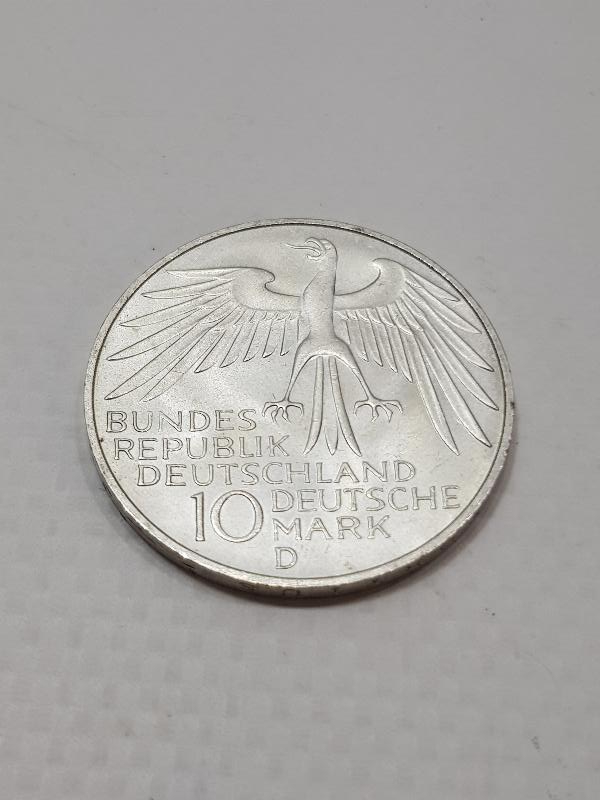 BUNDES
REPUBLIK
DEUTSCHLAND
10 DEUTSCHE
MARK
D